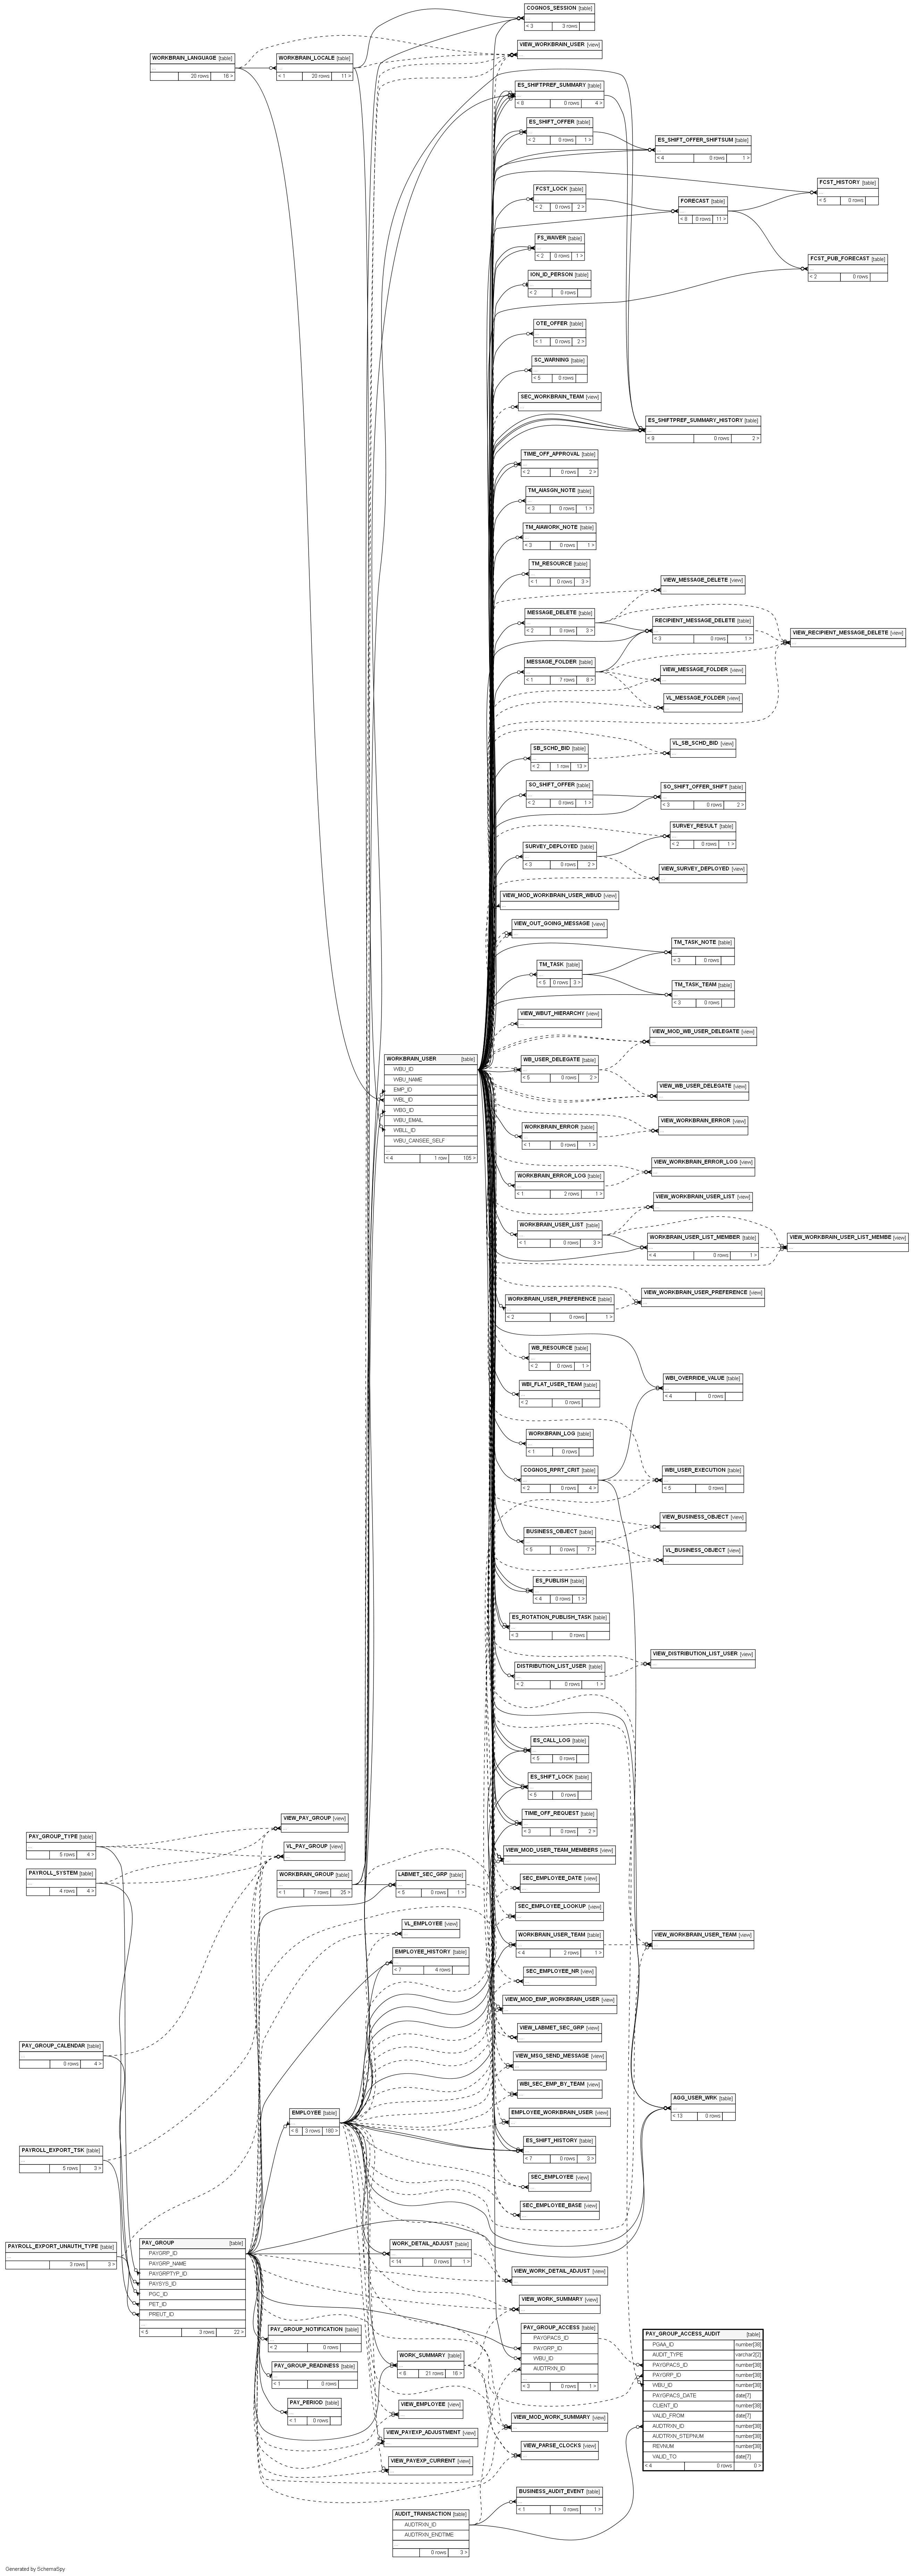 COGNOS_SESSION [table]
< 3 3 rows
VIEW_WORKBRAIN_USER [view]
WORKBRAIN_LANGUAGE [table]
20 rows 16 >
WORKBRAIN_LOCALE [table]
< 1 20 rows 11 >
ES_SHIFTPREF_SUMMARY [table]
< 8 0 rows 4 >
ES_SHIFT_OFFER [table]
< 2 0 rows 1 >
ES_SHIFT_OFFER_SHIFTSUM [table]
< 4 0 rows 1 >
FCST_HISTORY [table]
< 5 0 rows
FCST_LOCK [table]
< 2 0 rows 2 >
FORECAST [table]
0 rows 11 >
FS_WAIVER [table]
< 2 0 rows 1 >
FCST_PUB_FORECAST [table]
< 2 0 rows
ION_ID_PERSON [table]
< 2 0 rows
OTE_OFFER [table]
< 1 0 rows 2 >
SC_WARNING [table]
< 5 0 rows
SEC_WORKBRAIN_TEAM [view]
ES_SHIFTPREF_SUMMARY_HISTORY [table]
0 rows 2 >
TIME_OFF_APPROVAL [table]
< 2 0 rows 2 >
TM_AIASGN_NOTE [table]
< 3 0 rows 1 >
TM_AIAWORK_NOTE [table]
< 3 0 rows 1 >
TM_RESOURCE [table]
< 1 0 rows 3 >
VIEW_MESSAGE_DELETE [view]
MESSAGE_DELETE [table]
< 2 0 rows 3 >
RECIPIENT_MESSAGE_DELETE [table]
< 3 0 rows 1 >
VIEW_RECIPIENT_MESSAGE_DELETE [view]
MESSAGE_FOLDER [table]
< 1 7 rows 8 >
VIEW_MESSAGE_FOLDER [view]
VL_MESSAGE_FOLDER [view]
SB_SCHD_BID [table]
< 2 1 row 13 >
VL_SB_SCHD_BID [view]
SO_SHIFT_OFFER [table]
< 2 0 rows 1 >
SO_SHIFT_OFFER_SHIFT [table]
< 3 0 rows 2 >
SURVEY_RESULT [table]
< 2 0 rows 1 >
SURVEY_DEPLOYED [table]
< 3 0 rows 2 >
VIEW_SURVEY_DEPLOYED [view]
VIEW_MOD_WORKBRAIN_USER_WBUD [view]
VIEW_OUT_GOING_MESSAGE [view]
TM_TASK_NOTE [table]
< 3 0 rows
TM_TASK [table]
< 5 0 rows 3 >
TM_TASK_TEAM [table]
< 3 0 rows
VIEW_WBUT_HIERARCHY [view]
VIEW_MOD_WB_USER_DELEGATE [view]
WORKBRAIN_USER [table]
WBU_ID
WBU_NAME
EMP_ID
WBL_ID
WBG_ID
WBU_EMAIL
WBLL_ID
WBU_CANSEE_SELF
...
< 4 1 row 105 >
WB_USER_DELEGATE [table]
< 5 0 rows 2 >
VIEW_WB_USER_DELEGATE [view]
WORKBRAIN_ERROR [table]
< 1 0 rows 1 >
VIEW_WORKBRAIN_ERROR [view]
VIEW_WORKBRAIN_ERROR_LOG [view]
WORKBRAIN_ERROR_LOG [table]
< 1 2 rows 1 >
VIEW_WORKBRAIN_USER_LIST [view]
WORKBRAIN_USER_LIST [table]
< 1 0 rows 3 >
WORKBRAIN_USER_LIST_MEMBER [table]
< 4 0 rows 1 >
VIEW_WORKBRAIN_USER_LIST_MEMBE [view]
WORKBRAIN_USER_PREFERENCE [table]
< 2 0 rows 1 >
VIEW_WORKBRAIN_USER_PREFERENCE [view]
WB_RESOURCE [table]
< 2 0 rows 1 >
WBI_FLAT_USER_TEAM [table]
< 2 0 rows
WBI_OVERRIDE_VALUE [table]
< 4 0 rows
WORKBRAIN_LOG [table]
< 1 0 rows
COGNOS_RPRT_CRIT [table]
< 2 0 rows 4 >
WBI_USER_EXECUTION [table]
< 5 0 rows
VIEW_BUSINESS_OBJECT [view]
BUSINESS_OBJECT [table]
< 5 0 rows 7 >
VL_BUSINESS_OBJECT [view]
ES_PUBLISH [table]
< 4 0 rows 1 >
ES_ROTATION_PUBLISH_TASK [table]
< 3 0 rows
VIEW_DISTRIBUTION_LIST_USER [view]
DISTRIBUTION_LIST_USER [table]
< 2 0 rows 1 >
ES_CALL_LOG [table]
< 5 0 rows
ES_SHIFT_LOCK [table]
< 5 0 rows
TIME_OFF_REQUEST [table]
< 3 0 rows 2 >
VIEW_PAY_GROUP [view]
PAY_GROUP_TYPE [table]
5 rows 4 >
VL_PAY_GROUP [view]
VIEW_MOD_USER_TEAM_MEMBERS [view]
PAYROLL_SYSTEM [table]
4 rows 4 >
WORKBRAIN_GROUP [table]
< 1 7 rows 25 >
LABMET_SEC_GRP [table]
< 5 0 rows 1 >
SEC_EMPLOYEE_DATE [view]
SEC_EMPLOYEE_LOOKUP [view]
VL_EMPLOYEE [view]
WORKBRAIN_USER_TEAM [table]
< 4 2 rows 1 >
VIEW_WORKBRAIN_USER_TEAM [view]
EMPLOYEE_HISTORY [table]
< 7 4 rows
SEC_EMPLOYEE_NR [view]
VIEW_MOD_EMP_WORKBRAIN_USER [view]
VIEW_LABMET_SEC_GRP [view]
PAY_GROUP_CALENDAR [table]
0 rows 4 >
VIEW_MSG_SEND_MESSAGE [view]
WBI_SEC_EMP_BY_TEAM [view]
AGG_USER_WRK [table]
< 13 0 rows
EMPLOYEE [table]
3 rows 180 >
EMPLOYEE_WORKBRAIN_USER [view]
PAYROLL_EXPORT_TSK [table]
5 rows 3 >
ES_SHIFT_HISTORY [table]
< 7 0 rows 3 >
SEC_EMPLOYEE [view]
SEC_EMPLOYEE_BASE [view]
PAYROLL_EXPORT_UNAUTH_TYPE [table]
3 rows 3 >
PAY_GROUP [table]
PAYGRP_ID
PAYGRP_NAME
PAYGRPTYP_ID
PAYSYS_ID
PGC_ID
PET_ID
PREUT_ID
...
< 5 3 rows 22 >
WORK_DETAIL_ADJUST [table]
< 14 0 rows 1 >
VIEW_WORK_DETAIL_ADJUST [view]
VIEW_WORK_SUMMARY [view]
PAY_GROUP_NOTIFICATION [table]
< 2 0 rows
PAY_GROUP_ACCESS [table]
PAYGPACS_ID
PAYGRP_ID
WBU_ID
AUDTRXN_ID
...
< 3 0 rows 1 >
PAY_GROUP_ACCESS_AUDIT [table]
PGAA_ID number[38]
AUDIT_TYPE varchar2[2]
PAYGPACS_ID number[38]
PAYGRP_ID number[38]
WBU_ID number[38]
PAYGPACS_DATE date[7]
CLIENT_ID number[38]
VALID_FROM date[7]
AUDTRXN_ID number[38]
AUDTRXN_STEPNUM number[38]
REVNUM number[38]
VALID_TO date[7]
< 4 0 rows 0 >
WORK_SUMMARY [table]
21 rows 16 >
PAY_GROUP_READINESS [table]
< 1 0 rows
PAY_PERIOD [table]
< 1 0 rows
VIEW_EMPLOYEE [view]
VIEW_MOD_WORK_SUMMARY [view]
VIEW_PAYEXP_ADJUSTMENT [view]
VIEW_PARSE_CLOCKS [view]
VIEW_PAYEXP_CURRENT [view]
BUSINESS_AUDIT_EVENT [table]
< 1 0 rows 1 >
AUDIT_TRANSACTION [table]
AUDTRXN_ID
AUDTRXN_ENDTIME
...
0 rows 3 >
Generated by SchemaSpy